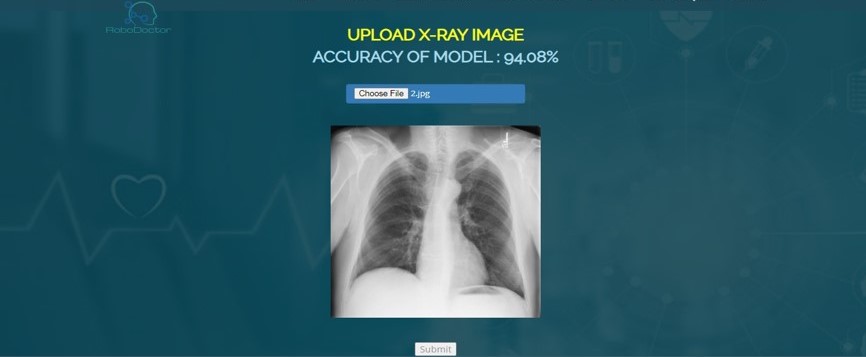 RoboDoctor
UPLOAD X-RAY IMAGE
ACCURACY OF MODEL : 94.08%
Choose File 2.jpg
Submit